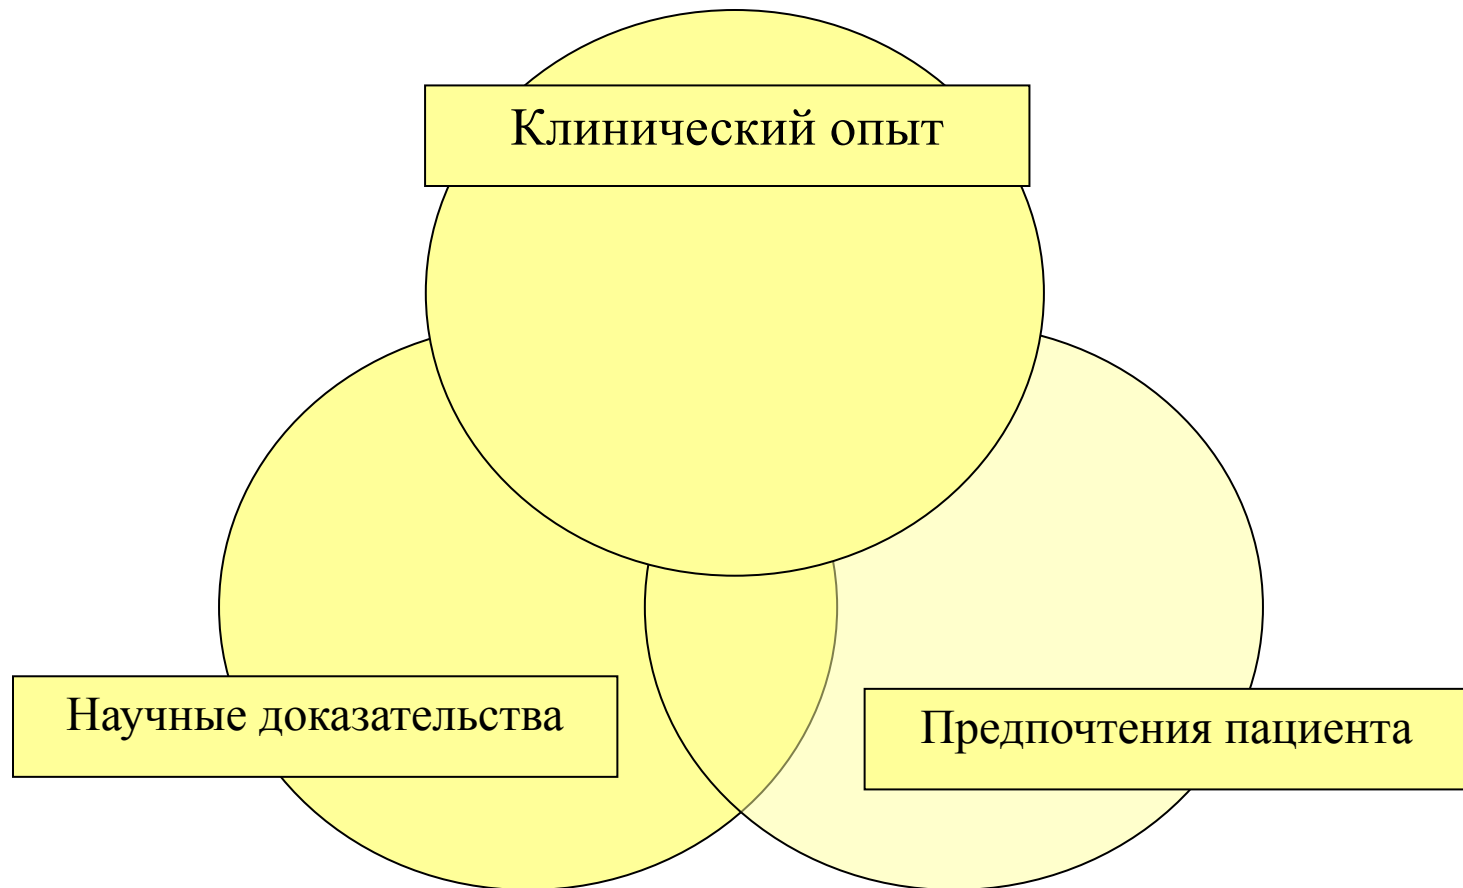 Клинический опыт
Научные доказательства
Предпочтения пациента